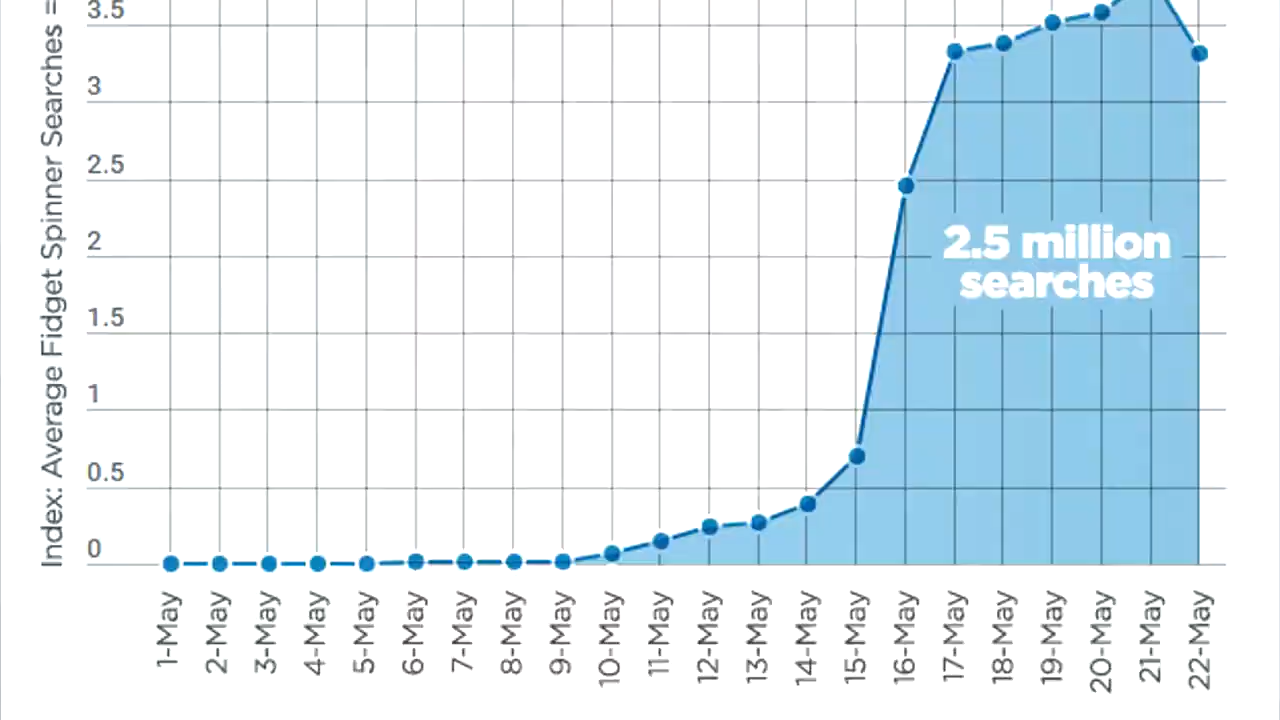 Index: Average Fidget Spinner Searches =
3.5
3
2.5
2
1.5
1
0.5
0
2.5 million
searches
1-May
2-May
3-May
4-May
5-May
6-May
7-May
8-May
9-May
10-May
11-May
12-May
13-May
14-May
15-May
16-May
17-May
18-May
19-May
20-May
21-May
22-May